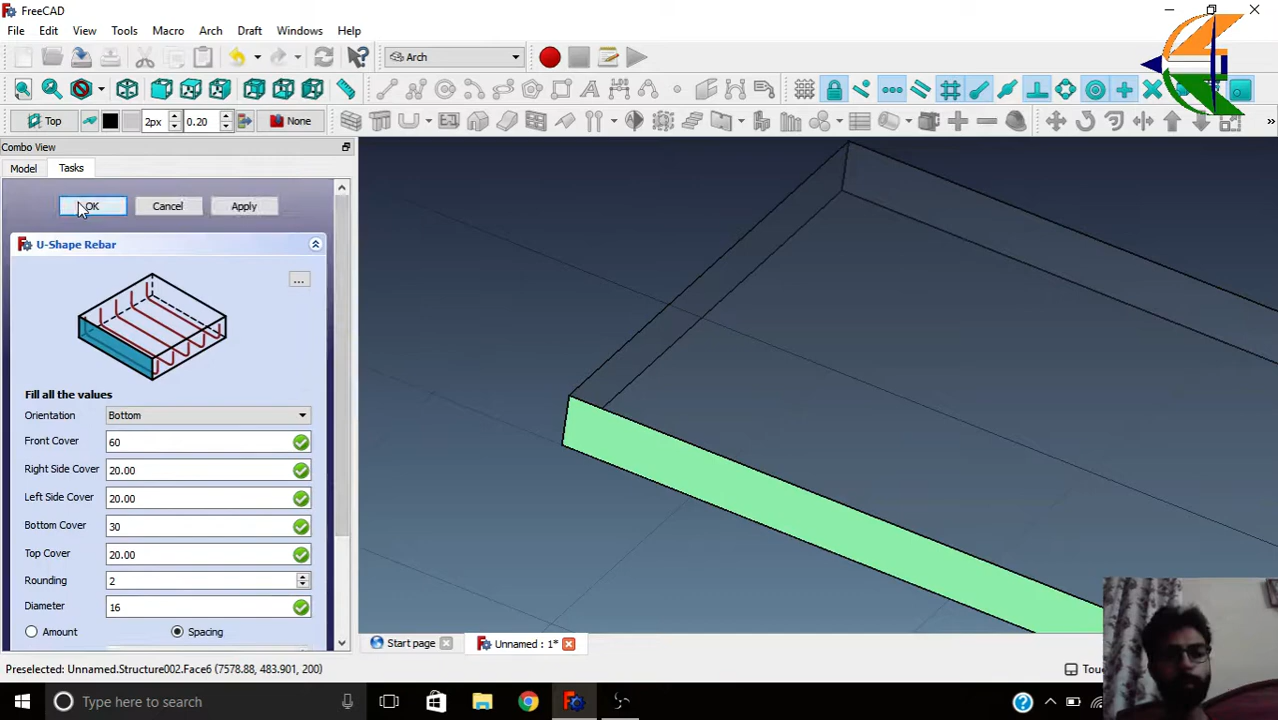 FreeCAD
File Edit View Tools Macro Arch Draft Windows Help
Arch
Top 2px 0.20 None
Combo View
Model Tasks
OK Cancel Apply
U-Shape Rebar
...
Fill all the values
Orientation Bottom
Front Cover 60
Right Side Cover 20.00
Left Side Cover 20.00
Bottom Cover 30
Top Cover 20.00
Rounding 2
Diameter 16
Amount Spacing
Start page Unnamed : 1*
Preselected: Unnamed.Structure002.Face6 (7578.88, 483.901, 200)
Type here to search